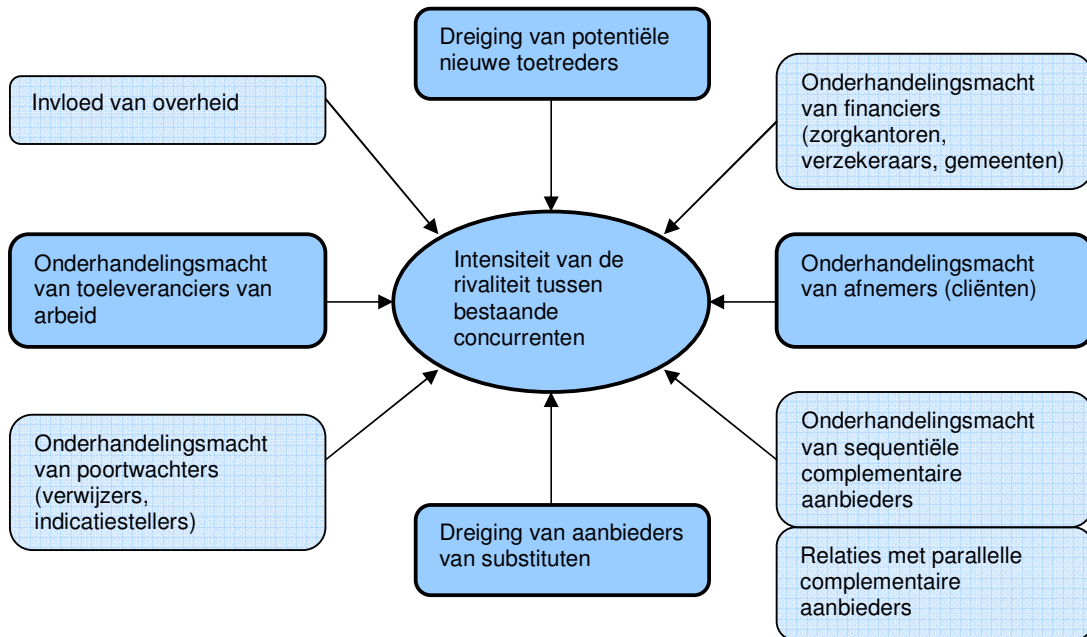 Dreiging van potentiële
nieuwe toetreders
Invloed van overheid
Onderhandelingsmacht
van financiers
(zorgkantoren,
verzekeraars, gemeenten)
Onderhandelingsmacht
van toeleveranciers van
arbeid
Intensiteit van de
rivaliteit tussen
bestaande
concurrenten
Onderhandelingsmacht
van afnemers (cliënten)
Onderhandelingsmacht
van poortwachters
(verwijzers,
indicatiestellers)
Dreiging van aanbieders
van substituten
Onderhandelingsmacht
van sequentiële
complementaire
aanbieders
Relaties met parallelle
complementaire
aanbieders